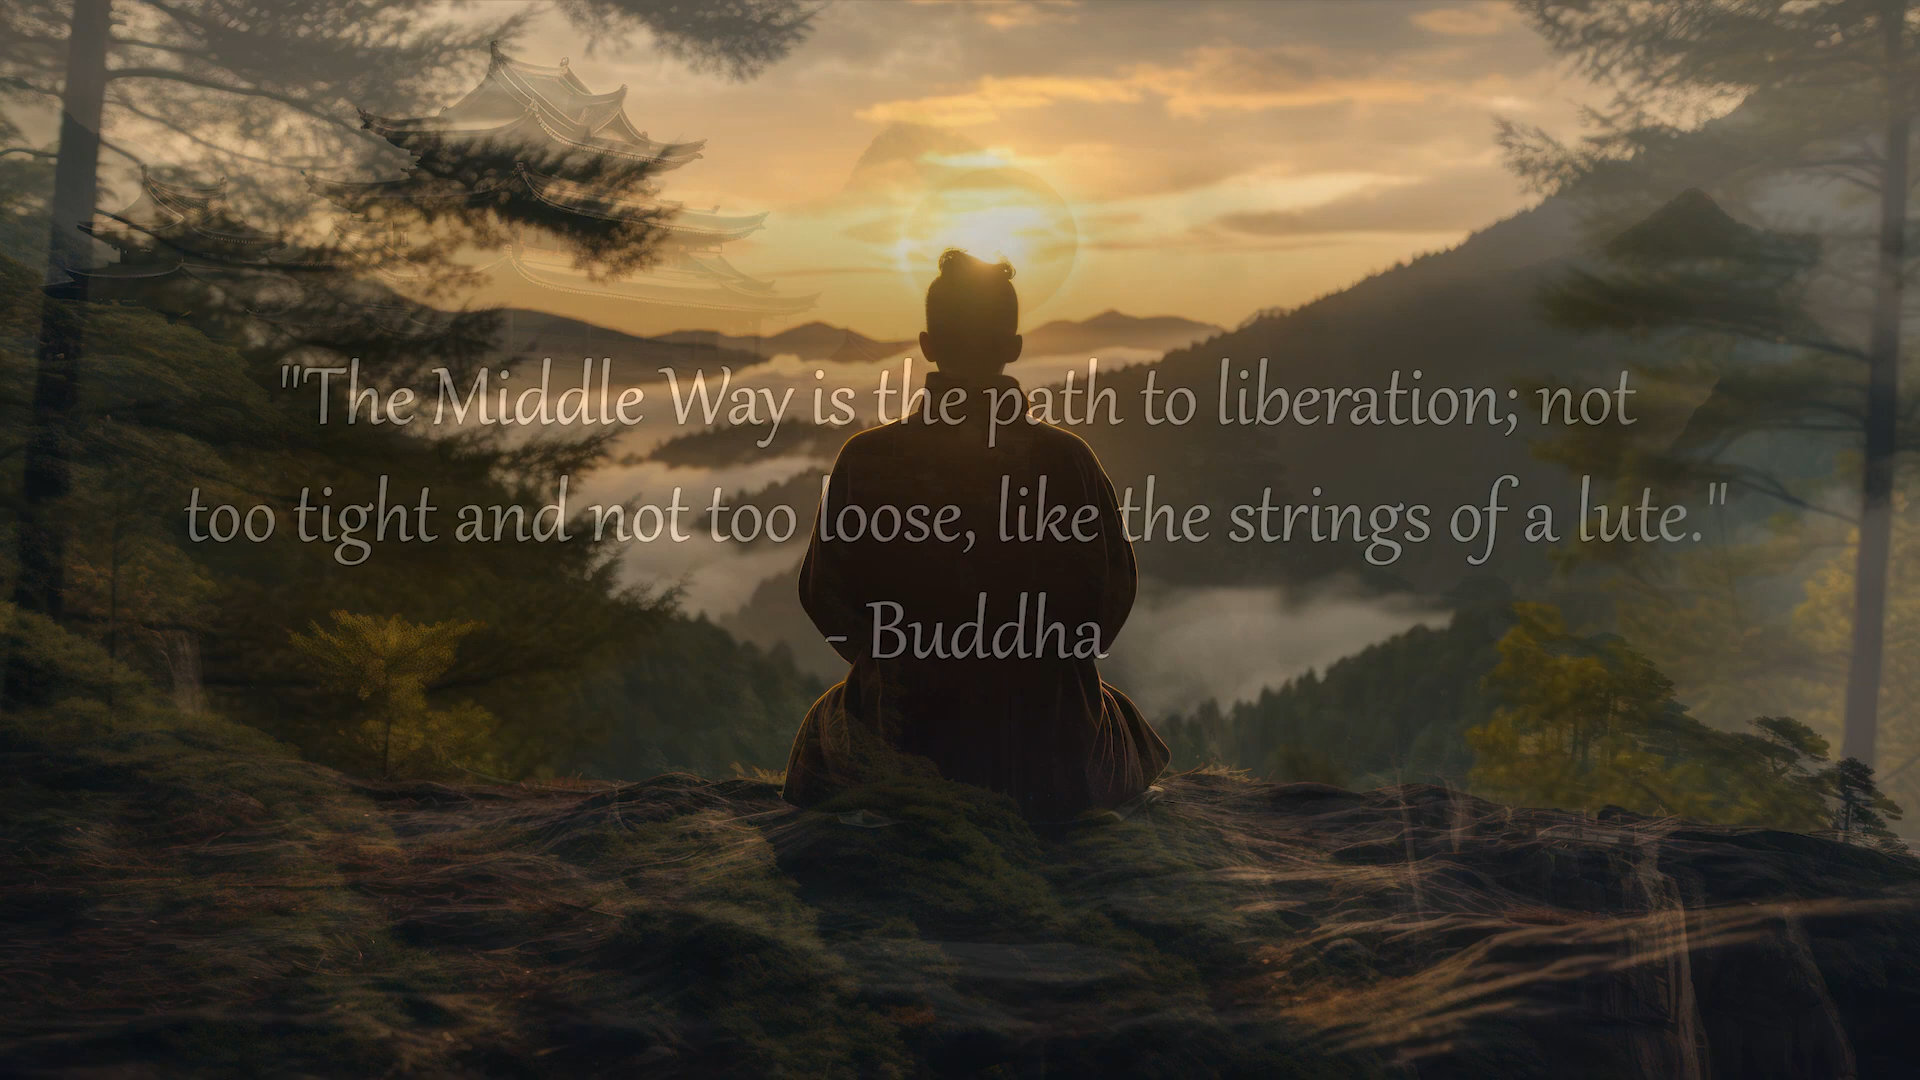 "The Middle Way is the path to liberation; not
too tight and not too loose, like the strings of a lute."
- Buddha